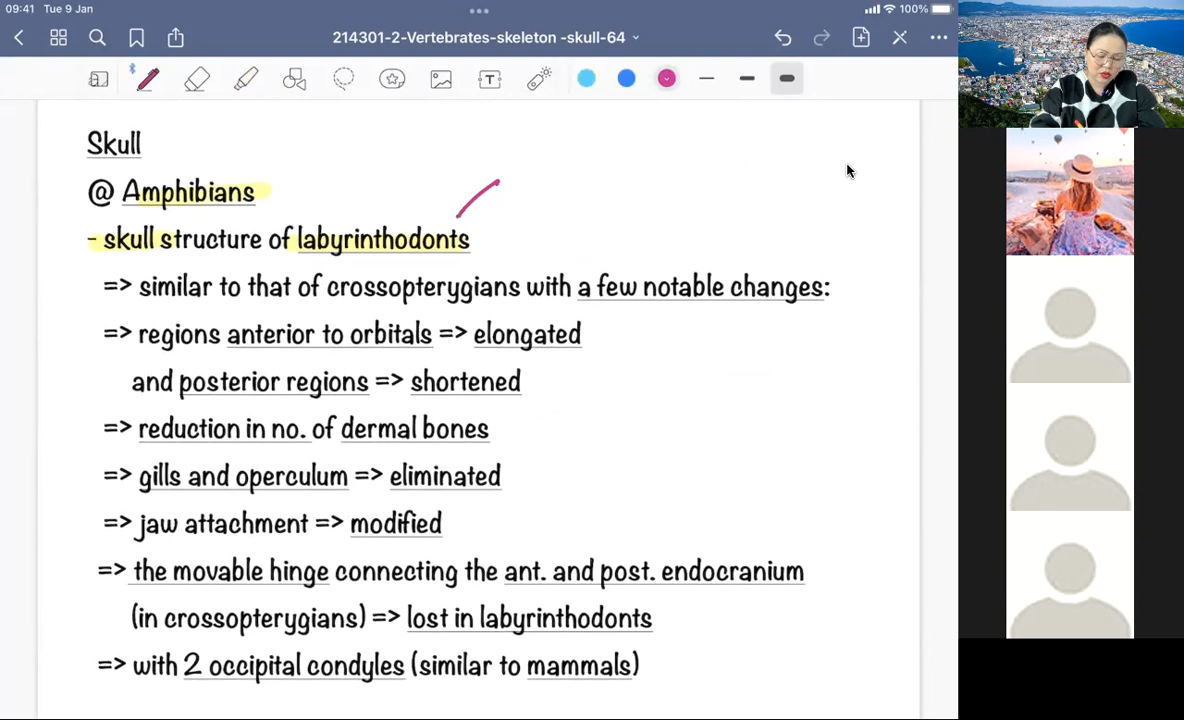 09:41 Tue 9 Jan
100%
214301-2-Vertebrates-skeleton -skull-64
T
Skull
@ Amphibians
- skull structure of labyrinthodonts
=> similar to that of crossopterygians with a few notable changes:
=> regions anterior to orbitals => elongated
and posterior regions => shortened
=> reduction in no. of dermal bones
=> gills and operculum => eliminated
=> jaw attachment => modified
=> the movable hinge connecting the ant. and post. endocranium
(in crossopterygians) => lost in labyrinthodonts
=> with 2 occipital condyles (similar to mammals)